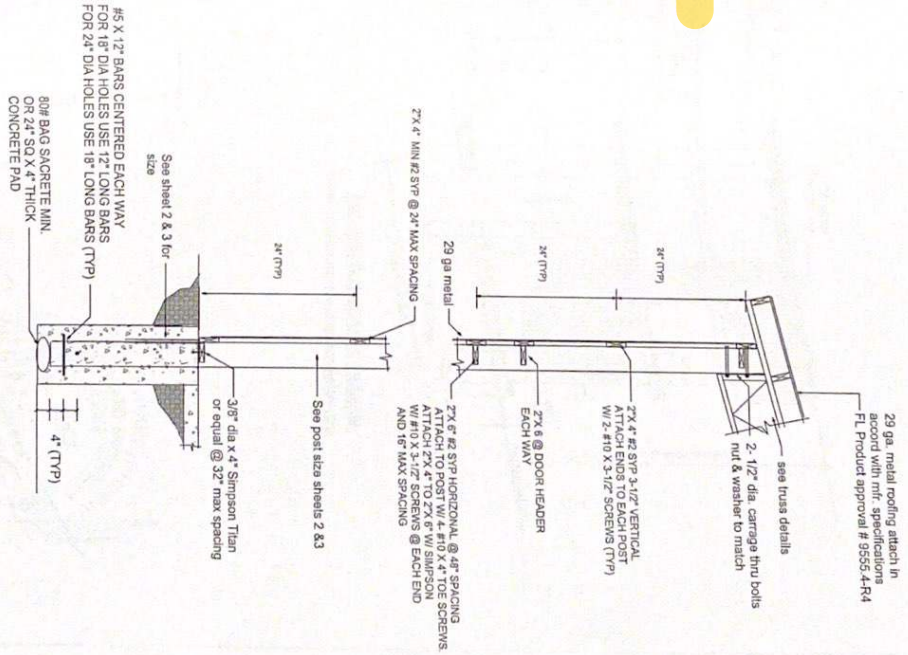 29 ga. metal roofing attach in
accord with mfr. specifications
FL Product approval # 9555.4-R4
see truss details
2- 1/2" dia. carrage thru bolts
nut & washer to match
24" (TYP)
2"X 4" #2 SYP 3-1/2" VERTICAL
ATTACH ENDS TO EACH POST
W/ 2- #10 X 3-1/2" SCREWS (TYP)
24" (TYP)
2"X 6 @ DOOR HEADER
EACH WAY
29 ga metal
2"X 6" #2 SYP HORIZONAL @ 48" SPACING
ATTACH TO POST W/ 4- #10 X 4" TOE SCREWS.
ATTACH 2"X 4" TO 2"X 6" W/ SIMPSON
W/ #10 X 3-1/2" SCREWS @ EACH END
AND 16" MAX SPACING
2"X 4" MIN #2 SYP @ 24" MAX SPACING
24" (TYP)
See post size sheets 2 &3
3/8" dia x 4" Simpson Titan
or equal @ 32" max spacing
See sheet 2 & 3 for
size
#5 X 12" BARS CENTERED EACH WAY
FOR 18" DIA HOLES USE 12" LONG BARS
FOR 24" DIA HOLES USE 18" LONG BARS (TYP)
4" (TYP)
80# BAG SACRETE MIN.
OR 24" SQ X 4" THICK
CONCRETE PAD